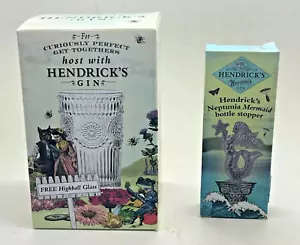 For
CURIOUSLY PERFECT
GET TOGETHERS
host with
HENDRICK'S
GIN
FREE Highball Glass
HENDRICK'S
Hendrick's
Neptunia Mermaid
bottle stopper